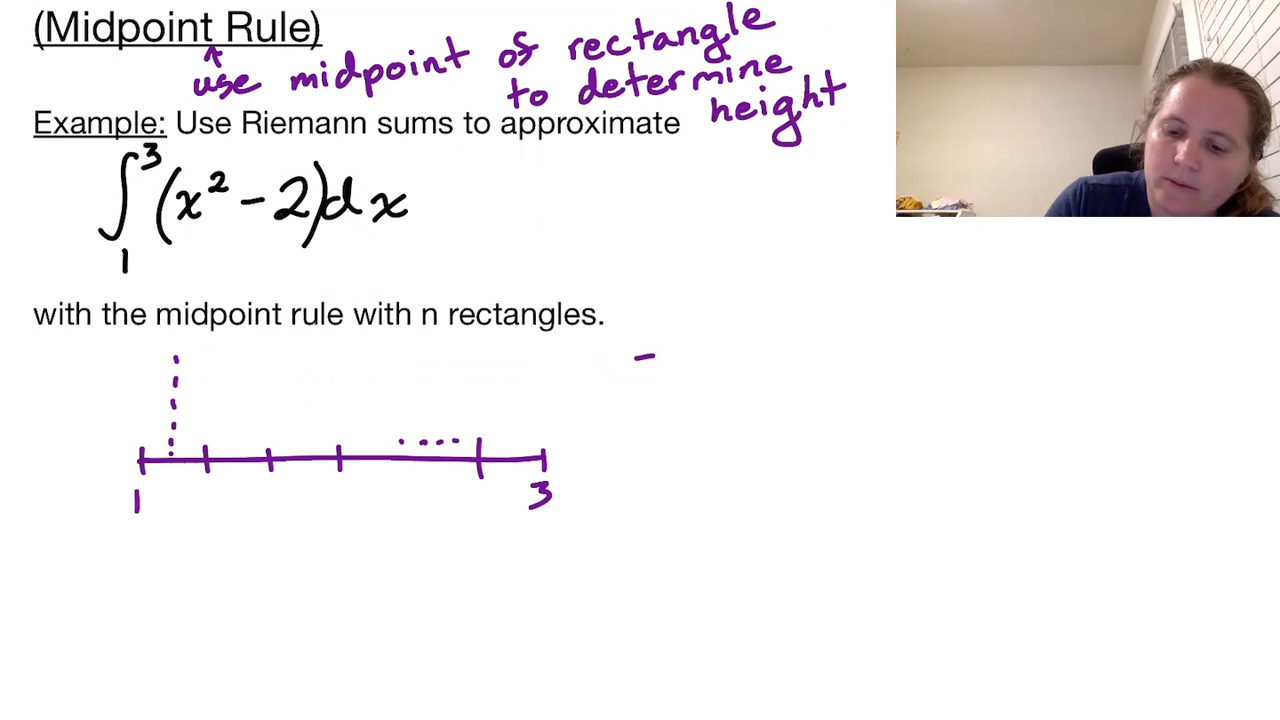 (Midpoint Rule)
↑
use midpoint of rectangle
to determine
height
Example: Use Riemann sums to approximate
∫₁³ (x² - 2)dx
with the midpoint rule with n rectangles.
1 3